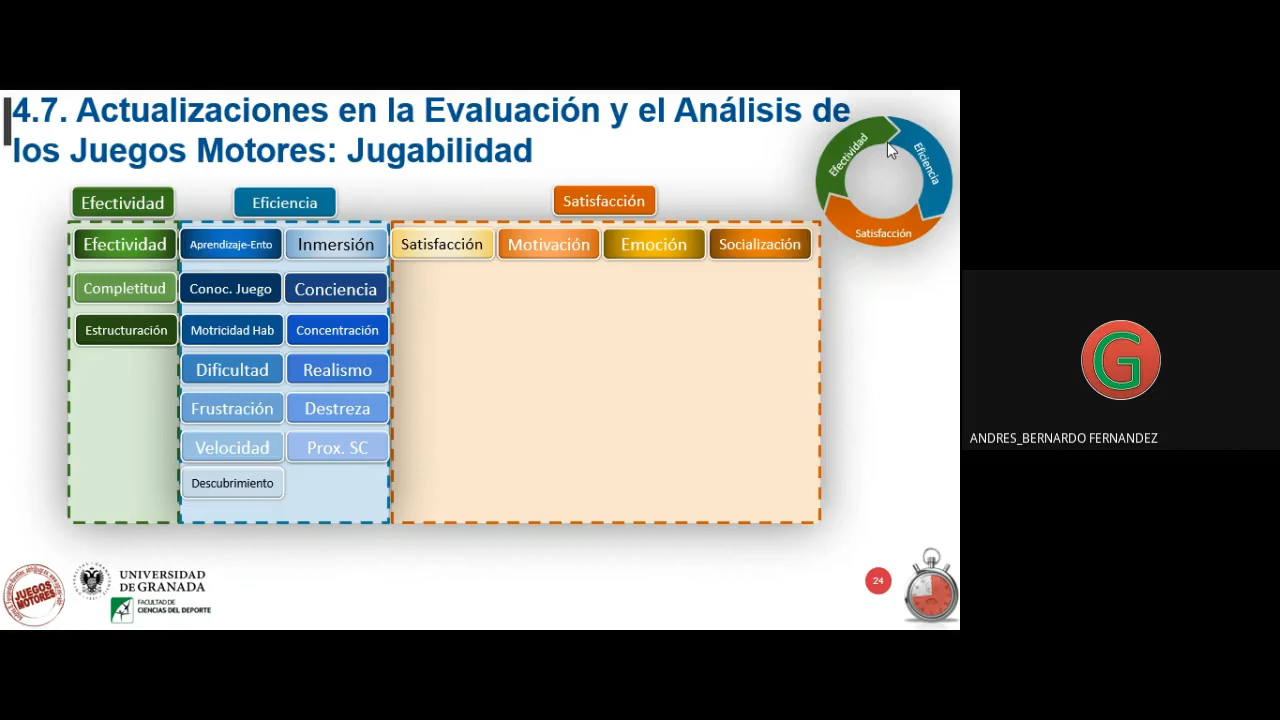 4.7. Actualizaciones en la Evaluación y el Análisis de
los Juegos Motores: Jugabilidad
Efectividad
Eficiencia
Satisfacción
Efectividad
Eficiencia
Satisfacción
Efectividad
Aprendizaje-Ento
Inmersión
Satisfacción
Motivación
Emoción
Socialización
Completitud
Conoc. Juego
Conciencia
Estructuración
Motricidad Hab
Concentración
Dificultad
Realismo
Frustración
Destreza
Velocidad
Prox. SC
Descubrimiento
G
ANDRES_BERNARDO FERNANDEZ
JUEGOS
MOTORES
UNIVERSIDAD
DE GRANADA
FACULTAD DE
CIENCIAS DEL DEPORTE
24